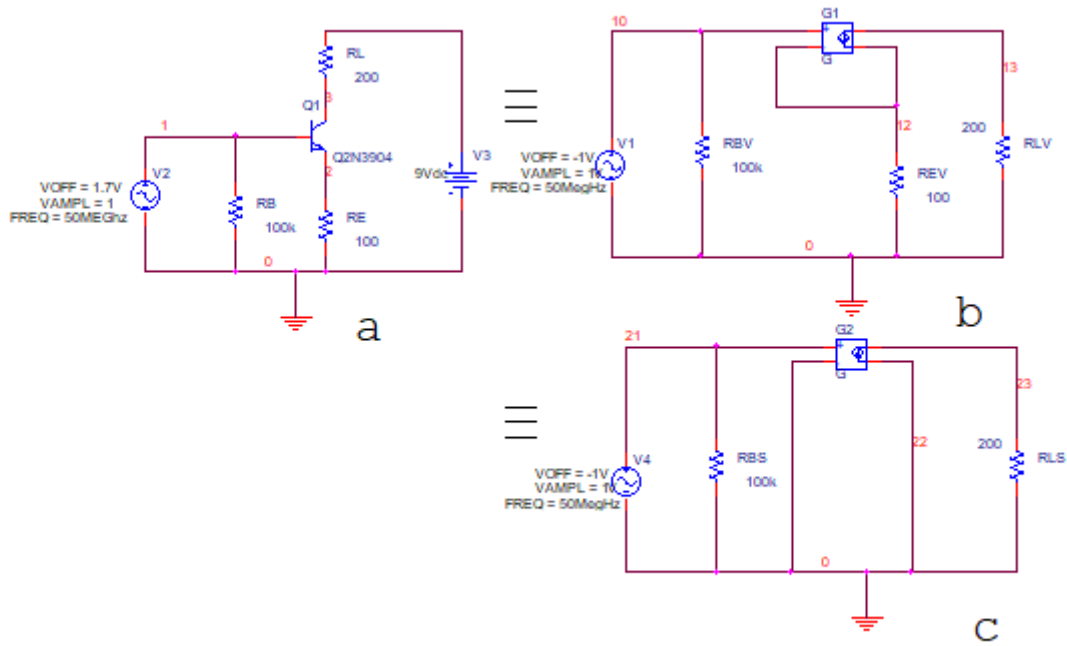 RL
200
3
Q1
Q2N3904
1
V2
VOFF = 1.7V
VAMPL = 1
FREQ = 50MEGhz
RB
100k
2
RE
100
V3
9Vdc
0
a
10
G1
G
13
12
V1
VOFF = -1V
FREQ = 50MegHz
RBV
100k
REV
100
200
RLV
0
b
21
G2
G
23
22
V4
VOFF = -1V
FREQ = 50MegHz
RBS
100k
200
RLS
0
c